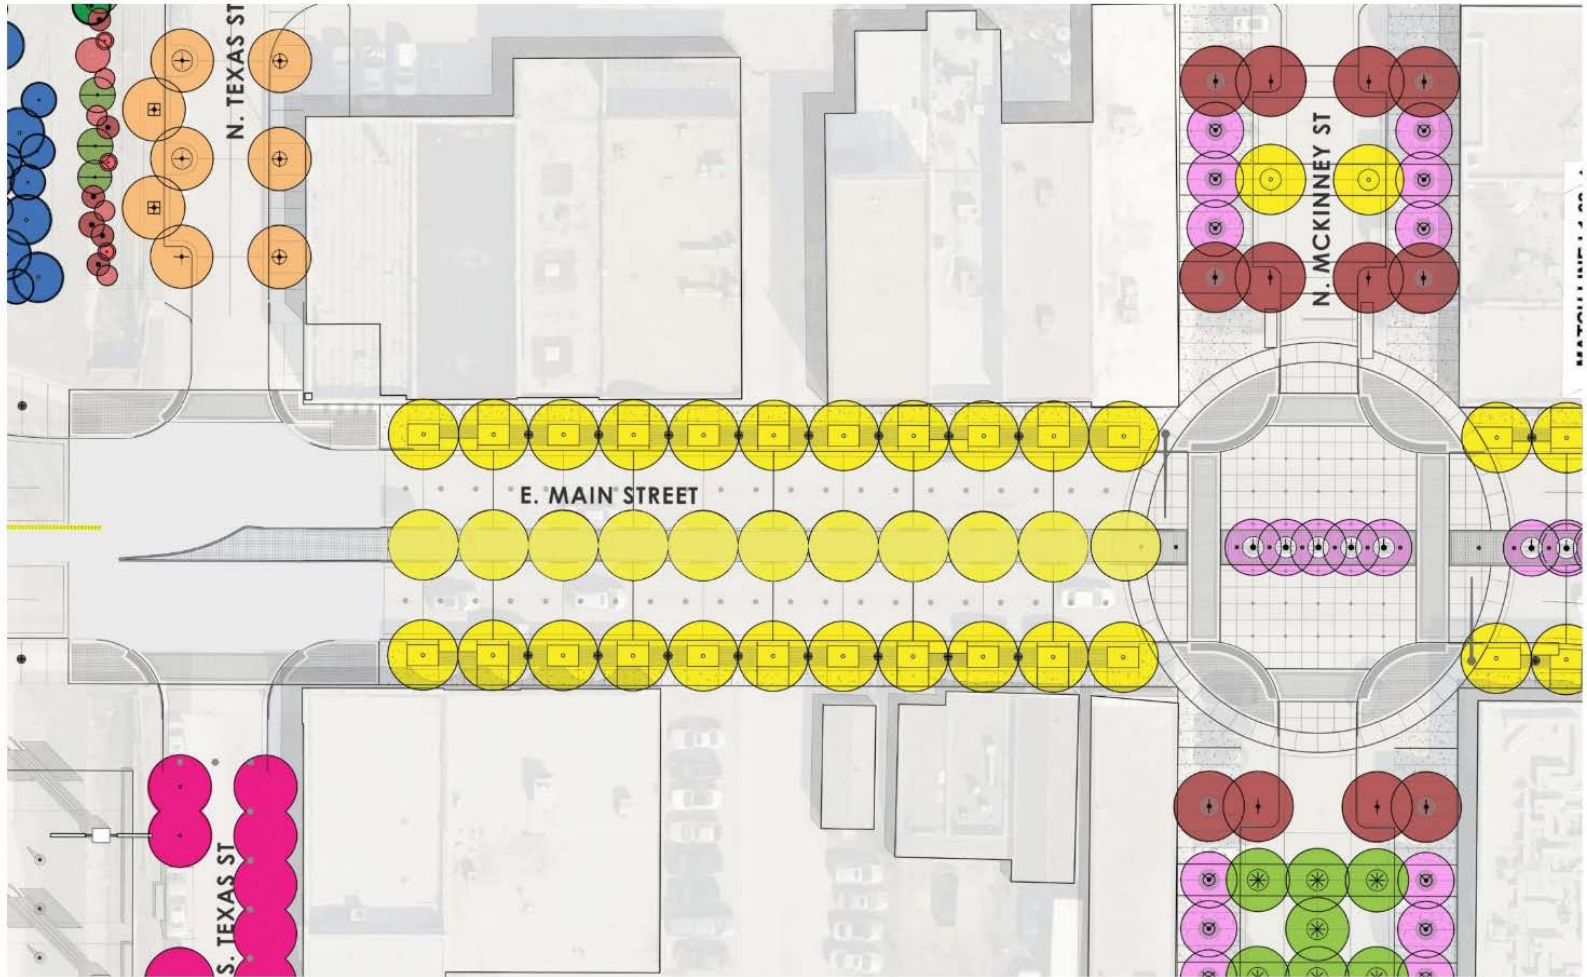 N. TEXAS ST
N. MCKINNEY ST
E. MAIN STREET
S. TEXAS ST